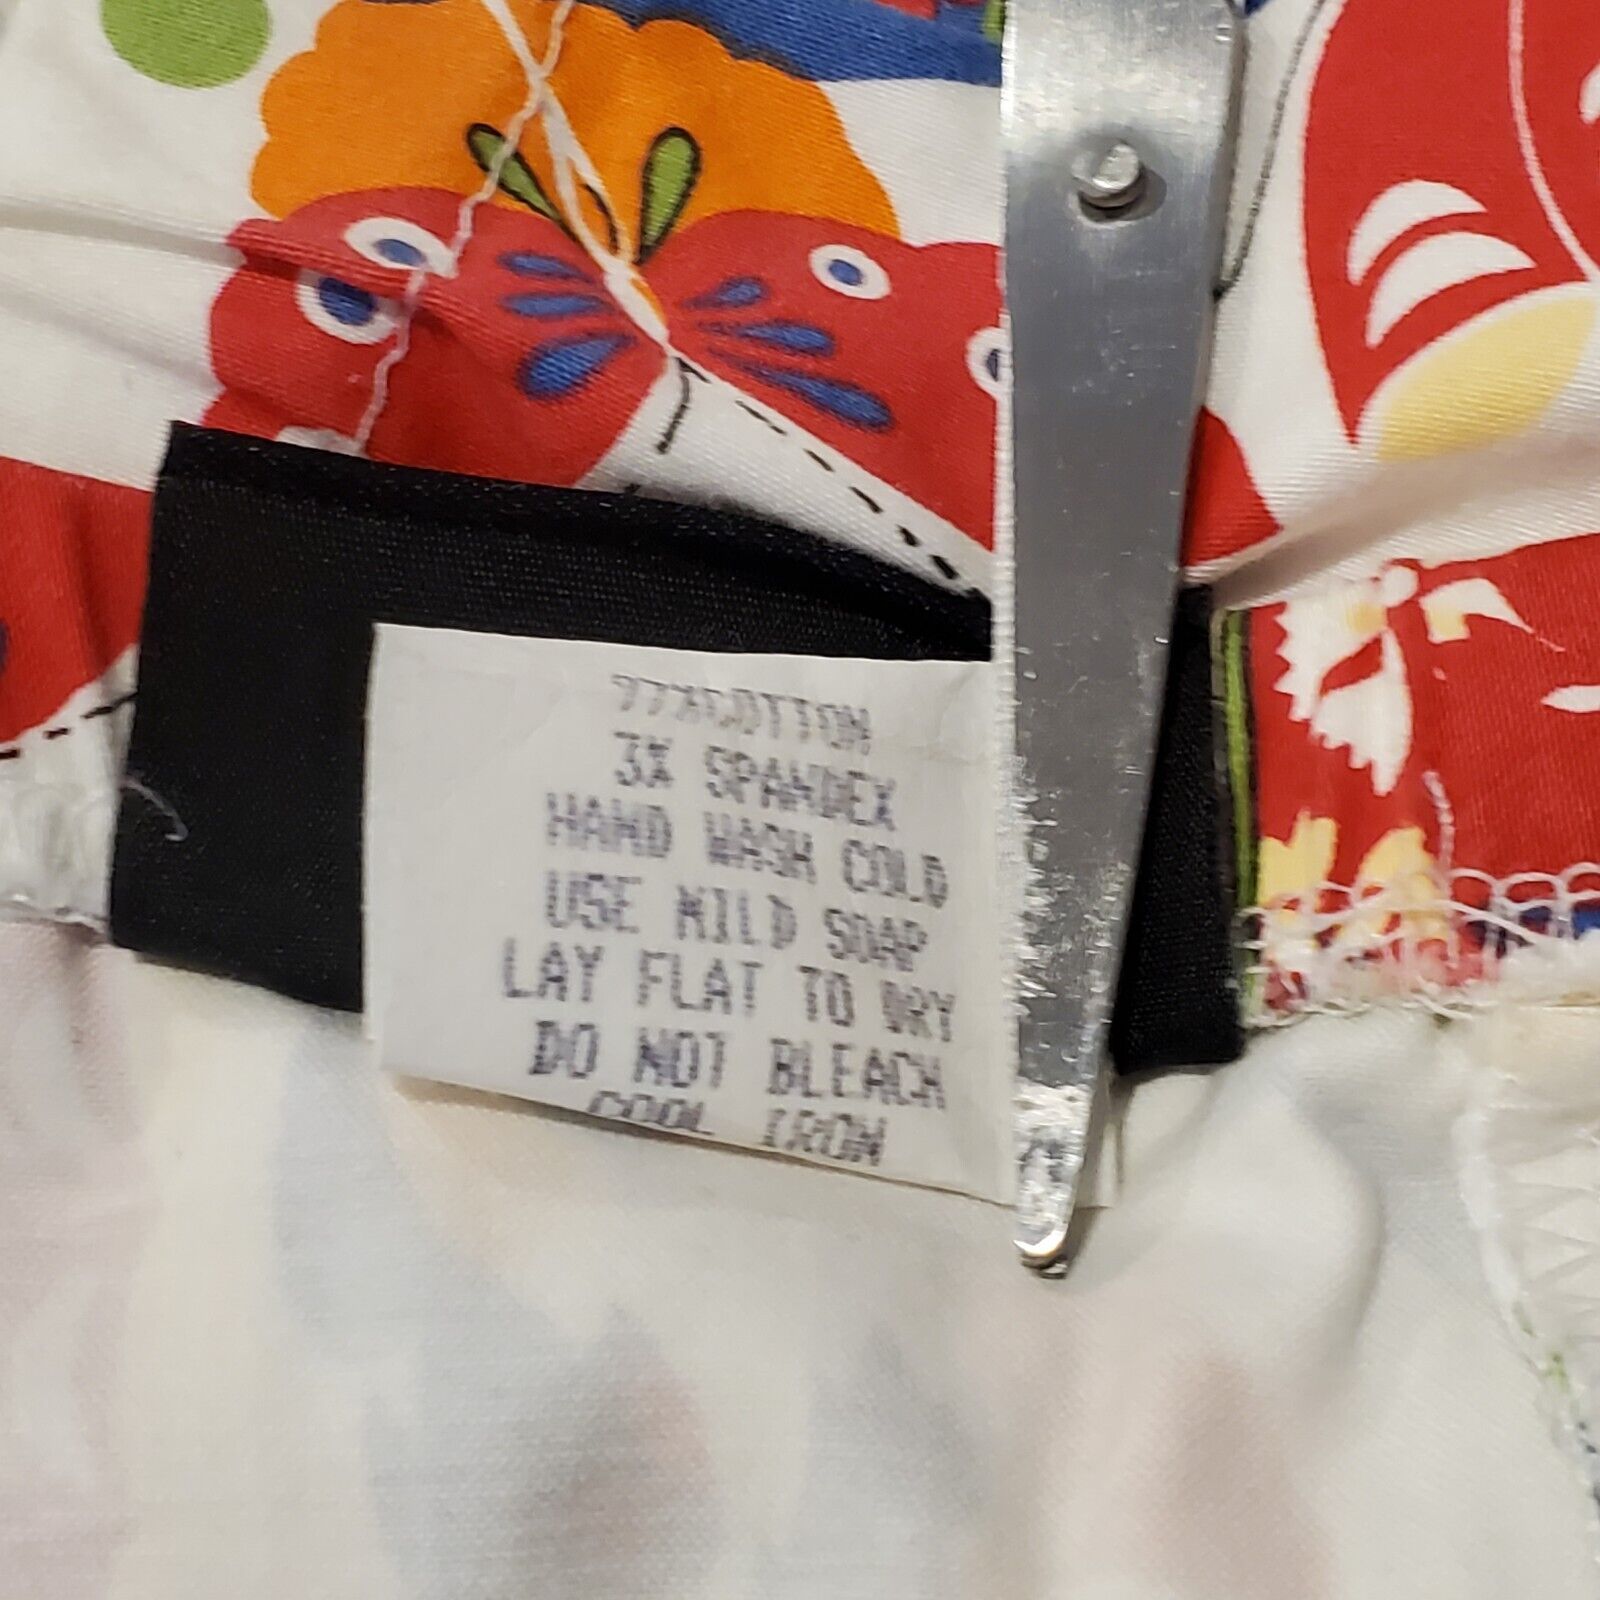 97%COTTON
3% SPANDEX
HAND WASH COLD
USE MILD SOAP
LAY FLAT TO DRY
DO NOT BLEACH
COOL IRON